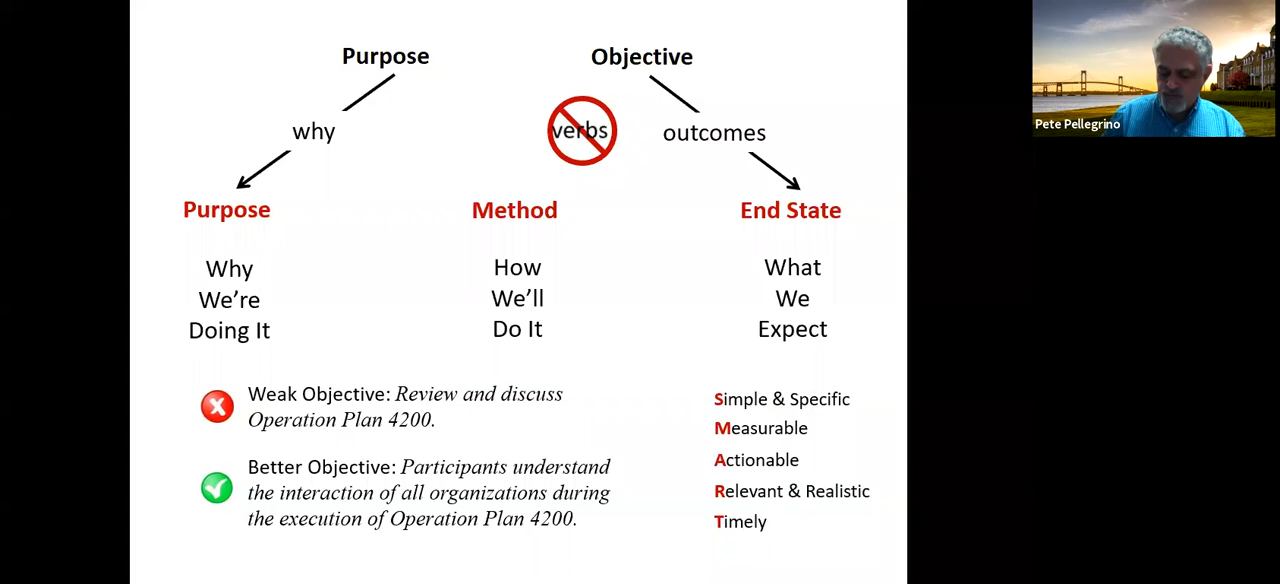 Purpose
Objective
why
verbs
outcomes
Purpose
Method
End State
Why
We're
Doing It
How
We'll
Do It
What
We
Expect
Weak Objective: Review and discuss
Operation Plan 4200.
Better Objective: Participants understand
the interaction of all organizations during
the execution of Operation Plan 4200.
Simple & Specific
Measurable
Actionable
Relevant & Realistic
Timely
Pete Pellegrino